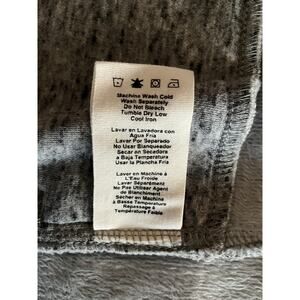 Machine Wash Cold
Wash Separately
Do Not Bleach
Tumble Dry Low
Cool Iron
Lavar en Lavadora con
Agua Fria
Lavar Por Separado
No Usar Blanqueador
Secar en Secadora
a Baja Temperatura
Usar la Plancha Fria
Laver en Machine à
L'Eau Froide
Laver Séparément
Ne Pas Utiliser Agent
de Blanchiment
Sécher en Machine
à Basse Temperature
Repassage à
Température Faible